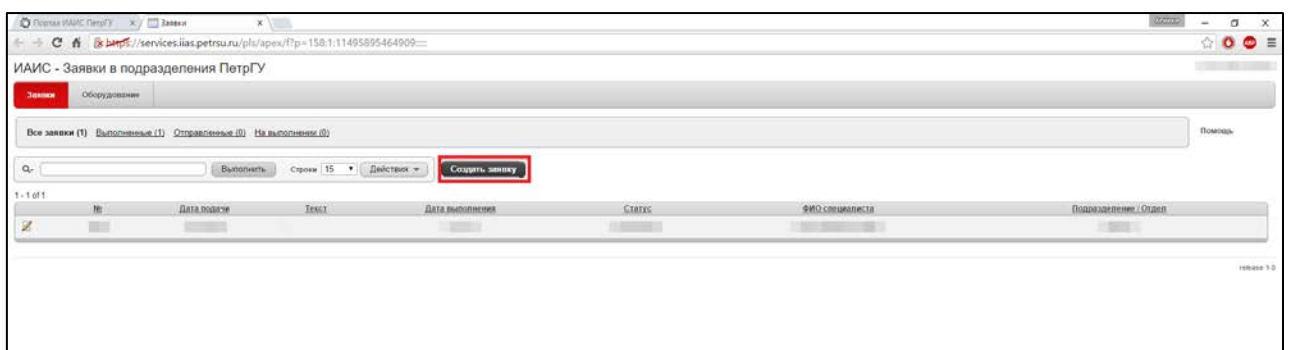 Портал ИАИС ПетрГУ x Заявки x
https://services.iias.petrsu.ru/pls/apex/f?p=158:1:11495895464909::::
ИАИС - Заявки в подразделения ПетрГУ
Заявки Оборудование
Все заявки (1) Выполненные (1) Отправленные (0) На выполнении (0) Помощь
Выполнить Строки 15 Действия Создать заявку
1 - 1 of 1
№ Дата подачи Текст Дата выполнения Статус ФИО специалиста Подразделение / Отдел
release 1.0